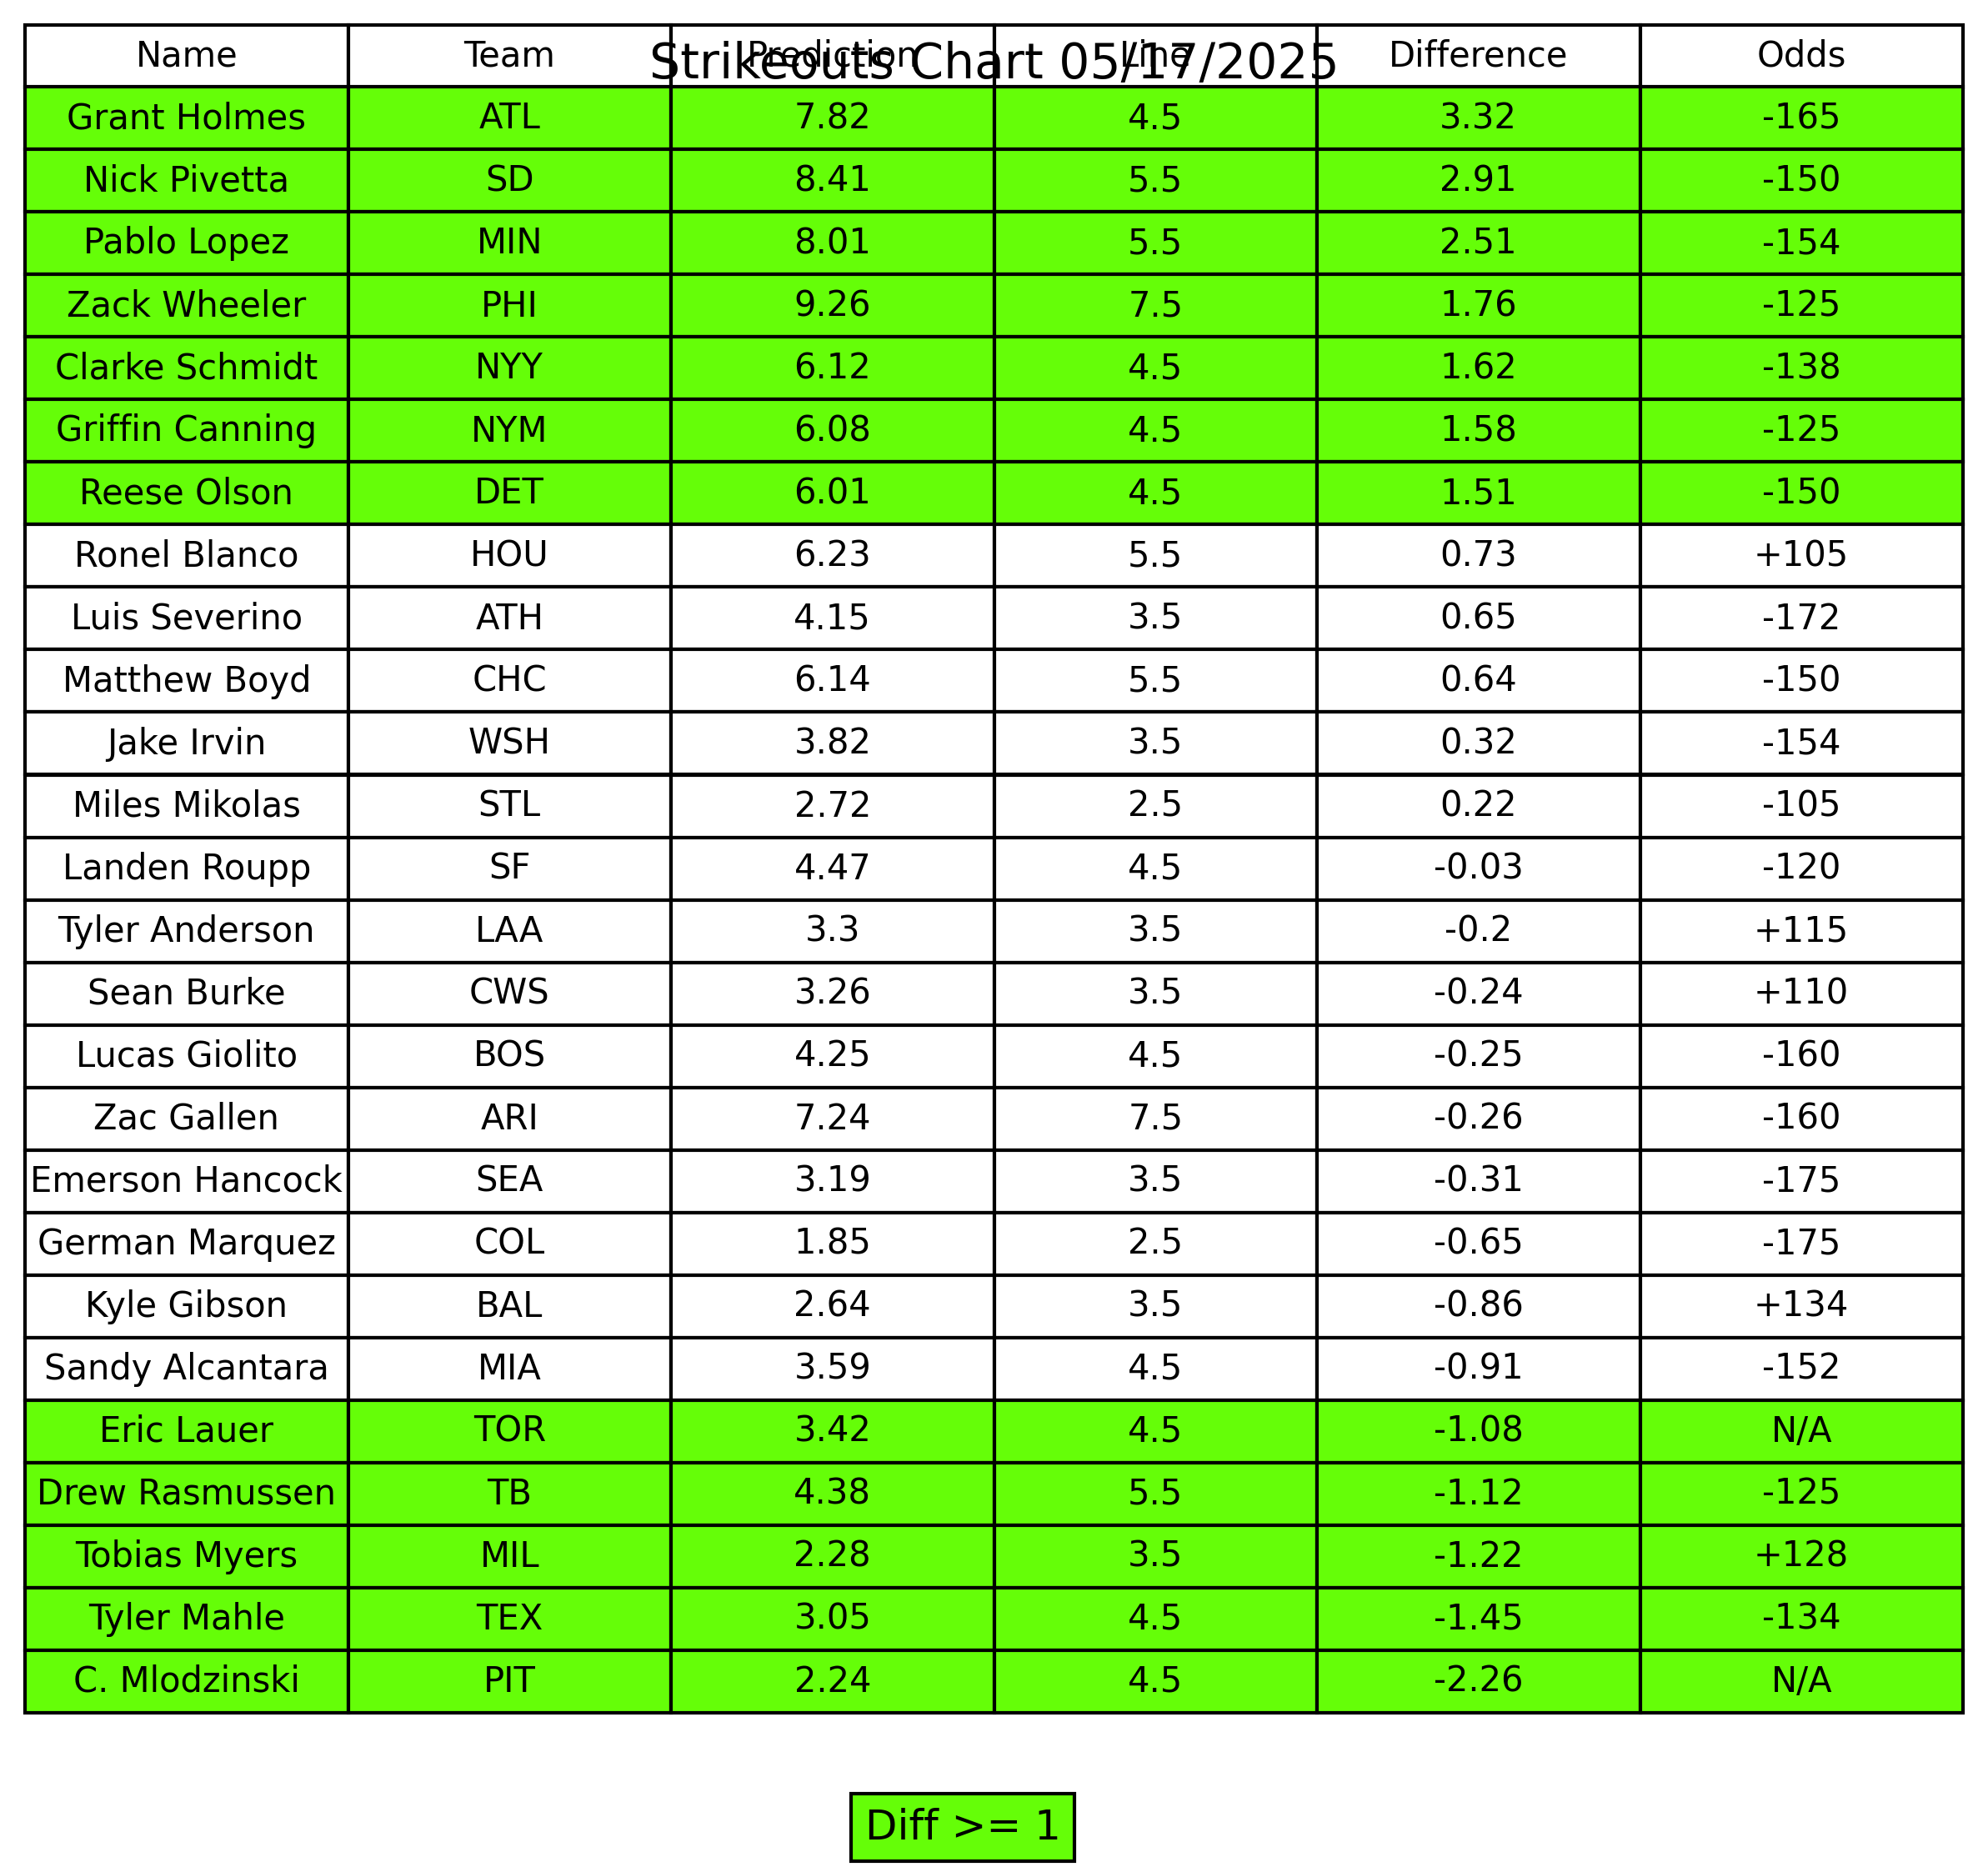 Strikeouts Chart 05/17/2025
Name Team Prediction Line Difference Odds
Grant Holmes ATL 7.82 4.5 3.32 -165
Nick Pivetta SD 8.41 5.5 2.91 -150
Pablo Lopez MIN 8.01 5.5 2.51 -154
Zack Wheeler PHI 9.26 7.5 1.76 -125
Clarke Schmidt NYY 6.12 4.5 1.62 -138
Griffin Canning NYM 6.08 4.5 1.58 -125
Reese Olson DET 6.01 4.5 1.51 -150
Ronel Blanco HOU 6.23 5.5 0.73 +105
Luis Severino ATH 4.15 3.5 0.65 -172
Matthew Boyd CHC 6.14 5.5 0.64 -150
Jake Irvin WSH 3.82 3.5 0.32 -154
Miles Mikolas STL 2.72 2.5 0.22 -105
Landen Roupp SF 4.47 4.5 -0.03 -120
Tyler Anderson LAA 3.3 3.5 -0.2 +115
Sean Burke CWS 3.26 3.5 -0.24 +110
Lucas Giolito BOS 4.25 4.5 -0.25 -160
Zac Gallen ARI 7.24 7.5 -0.26 -160
Emerson Hancock SEA 3.19 3.5 -0.31 -175
German Marquez COL 1.85 2.5 -0.65 -175
Kyle Gibson BAL 2.64 3.5 -0.86 +134
Sandy Alcantara MIA 3.59 4.5 -0.91 -152
Eric Lauer TOR 3.42 4.5 -1.08 N/A
Drew Rasmussen TB 4.38 5.5 -1.12 -125
Tobias Myers MIL 2.28 3.5 -1.22 +128
Tyler Mahle TEX 3.05 4.5 -1.45 -134
C. Mlodzinski PIT 2.24 4.5 -2.26 N/A
Diff >= 1